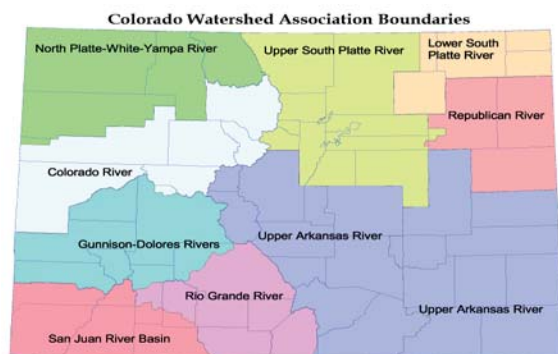 Colorado Watershed Association Boundaries
North Platte-White-Yampa River
Upper South Platte River
Lower South
Platte River
Republican River
Colorado River
Gunnison-Dolores Rivers
Upper Arkansas River
Rio Grande River
Upper Arkansas River
San Juan River Basin